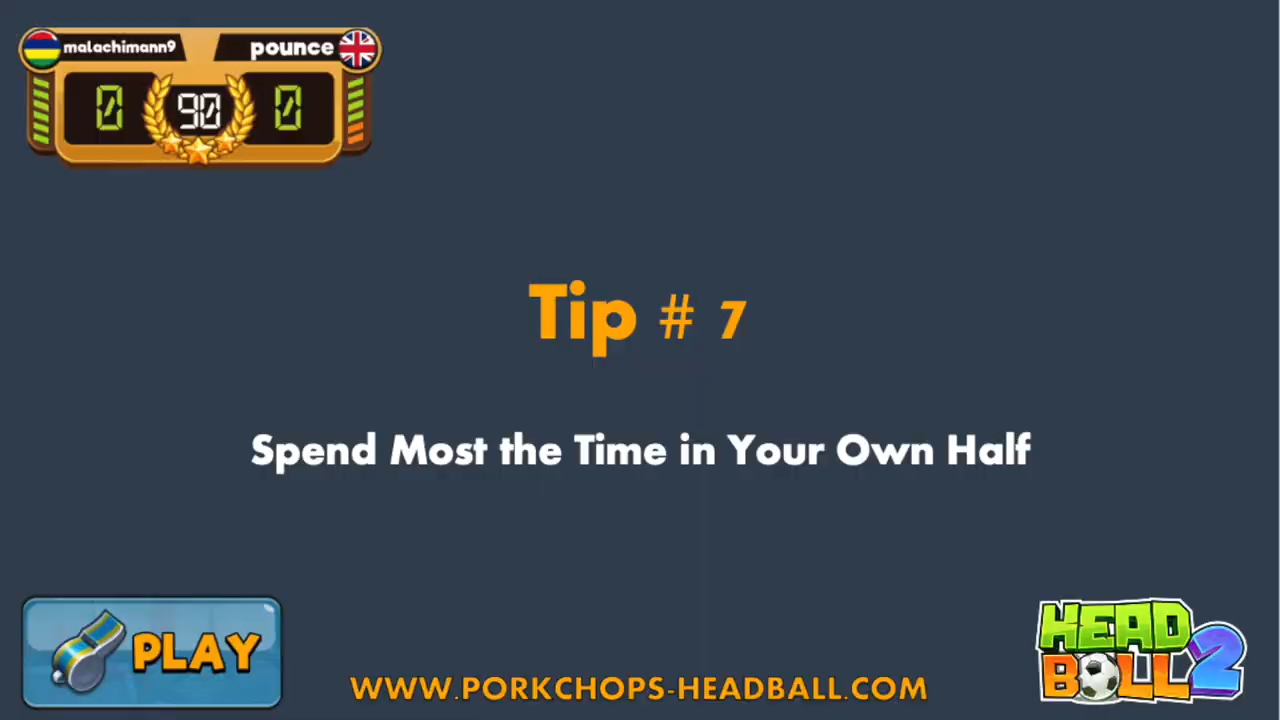 malachimann9 pounce
0 90 0
Tip # 7
Spend Most the Time in Your Own Half
PLAY
WWW.PORKCHOPS-HEADBALL.COM
HEAD
BALL 2